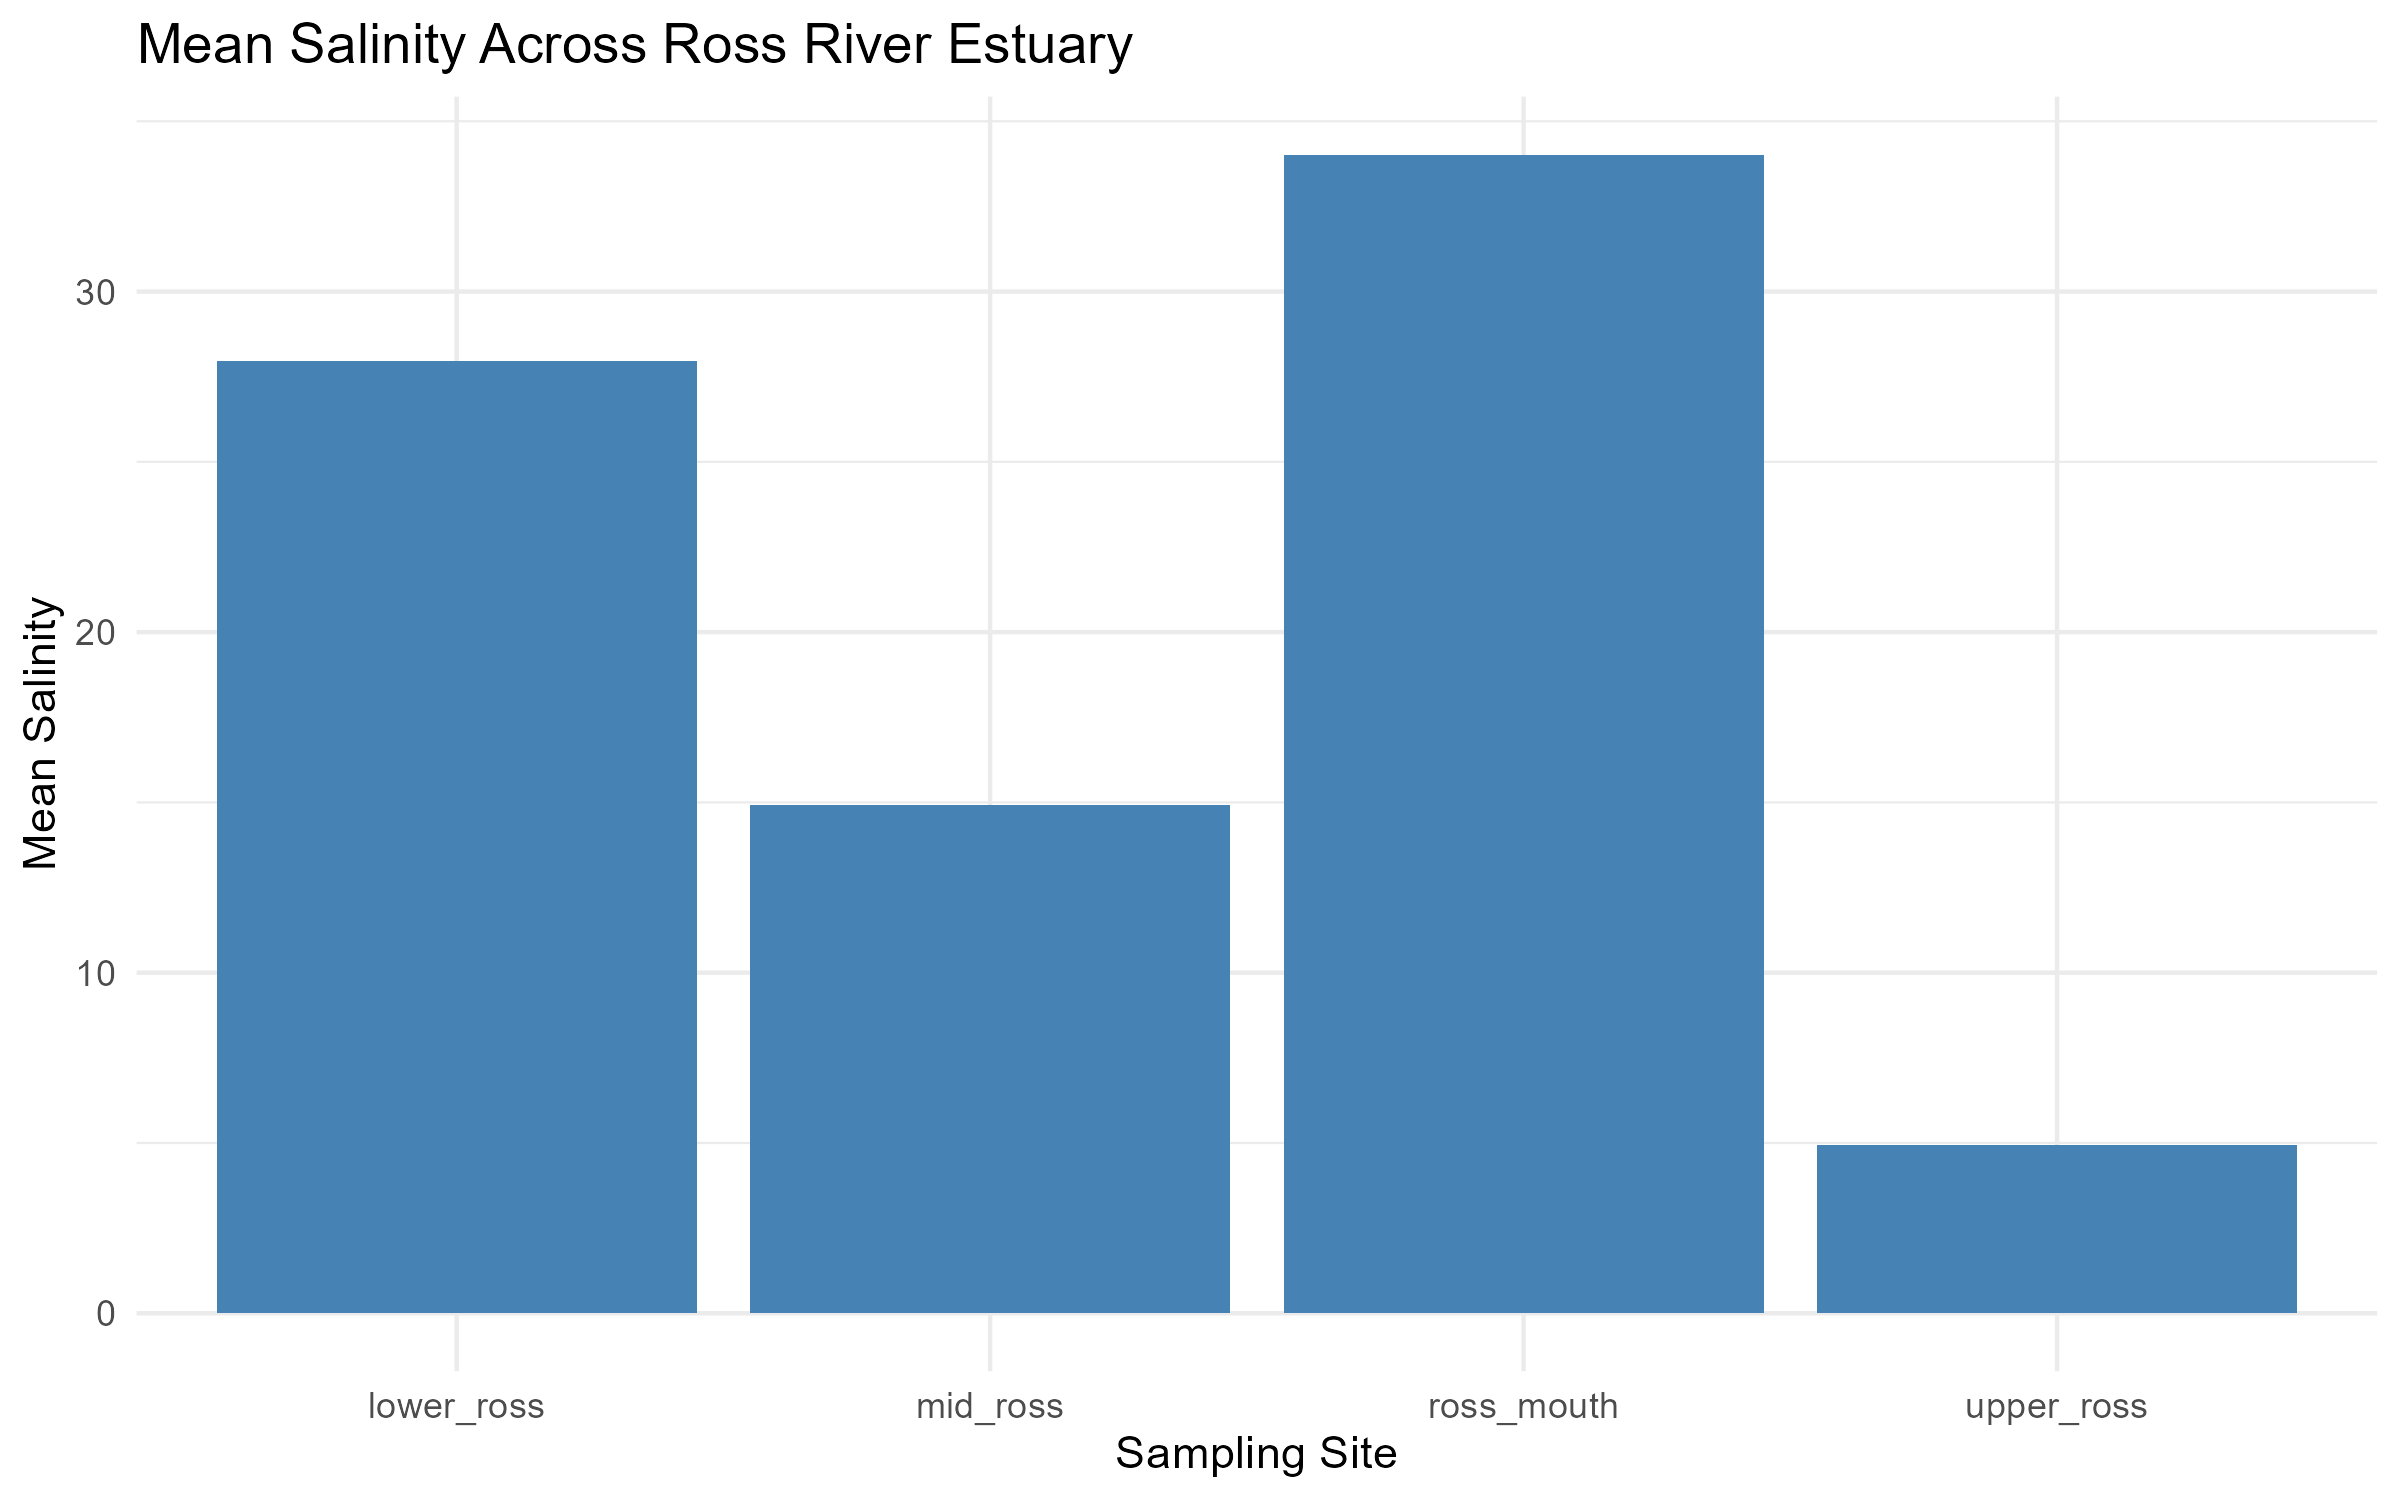 Mean Salinity Across Ross River Estuary
Mean Salinity
30
20
10
0
lower_ross
mid_ross
ross_mouth
upper_ross
Sampling Site